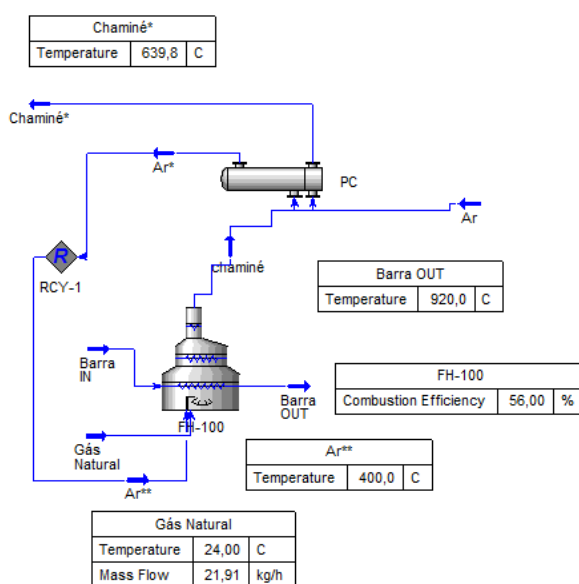 Chaminé*
Temperature 639,8 C
Chaminé*
Ar*
PC
Ar
R
RCY-1
chaminé
Barra OUT
Temperature 920,0 C
Barra
IN
Barra
OUT
FH-100
Combustion Efficiency 56,00 %
FH-100
Gás
Natural
Ar**
Ar**
Temperature 400,0 C
Gás Natural
Temperature 24,00 C
Mass Flow 21,91 kg/h